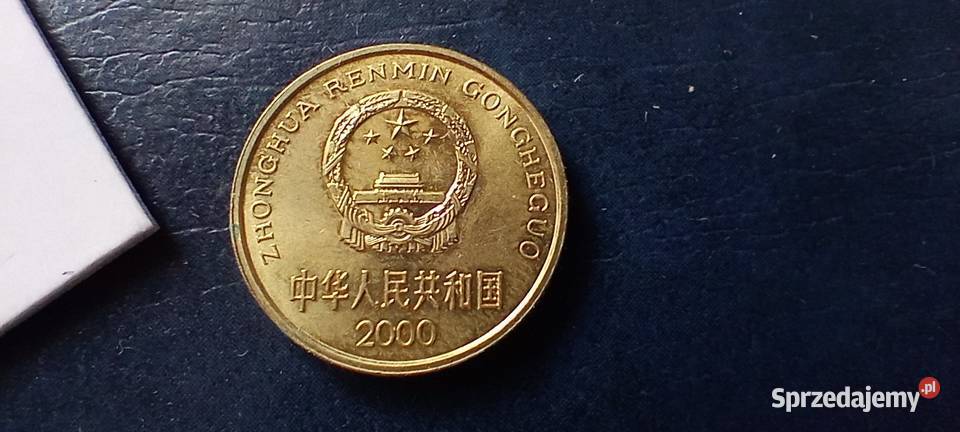 ZHONGHUA RENMIN GONGHEGUO
中华人民共和国
2000
Sprzedajemy.pl